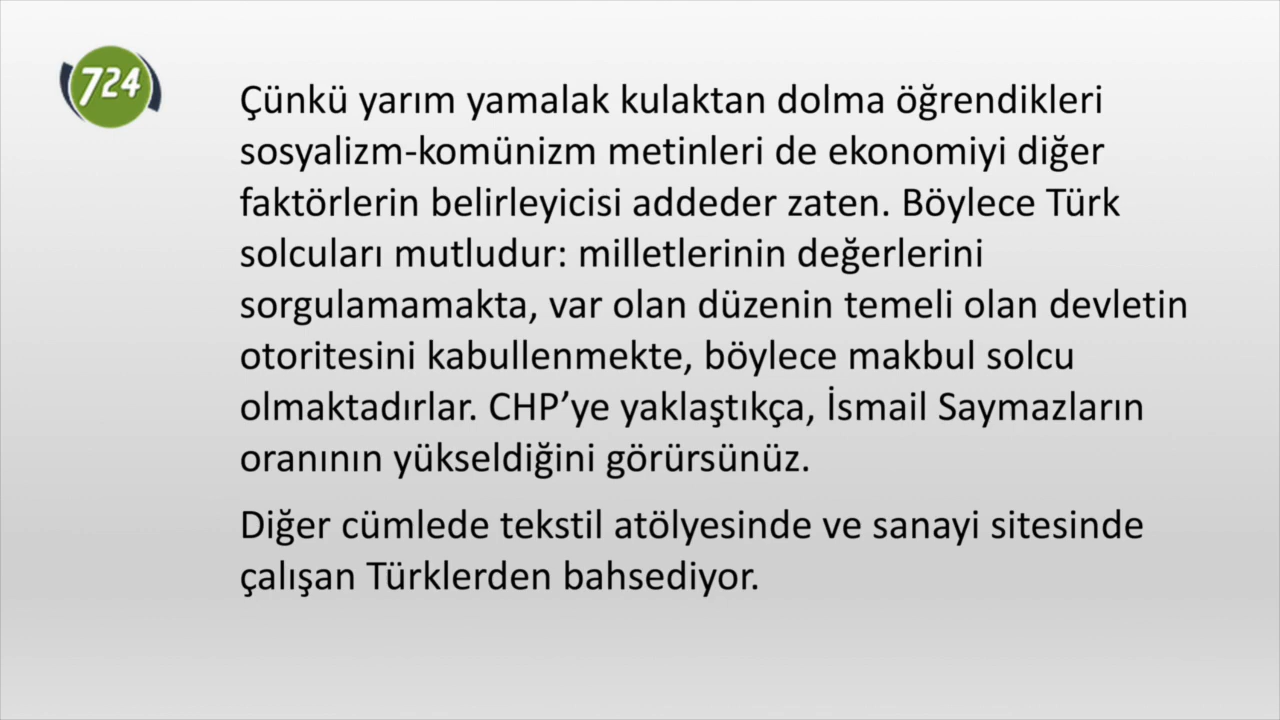 724
Çünkü yarım yamalak kulaktan dolma öğrendikleri
sosyalizm-komünizm metinleri de ekonomiyi diğer
faktörlerin belirleyicisi addeder zaten. Böylece Türk
solcuları mutludur: milletlerinin değerlerini
sorgulamamakta, var olan düzenin temeli olan devletin
otoritesini kabullenmekte, böylece makbul solcu
olmaktadırlar. CHP’ye yaklaştıkça, İsmail Saymazların
oranının yükseldiğini görürsünüz.
Diğer cümlede tekstil atölyesinde ve sanayi sitesinde
çalışan Türklerden bahsediyor.